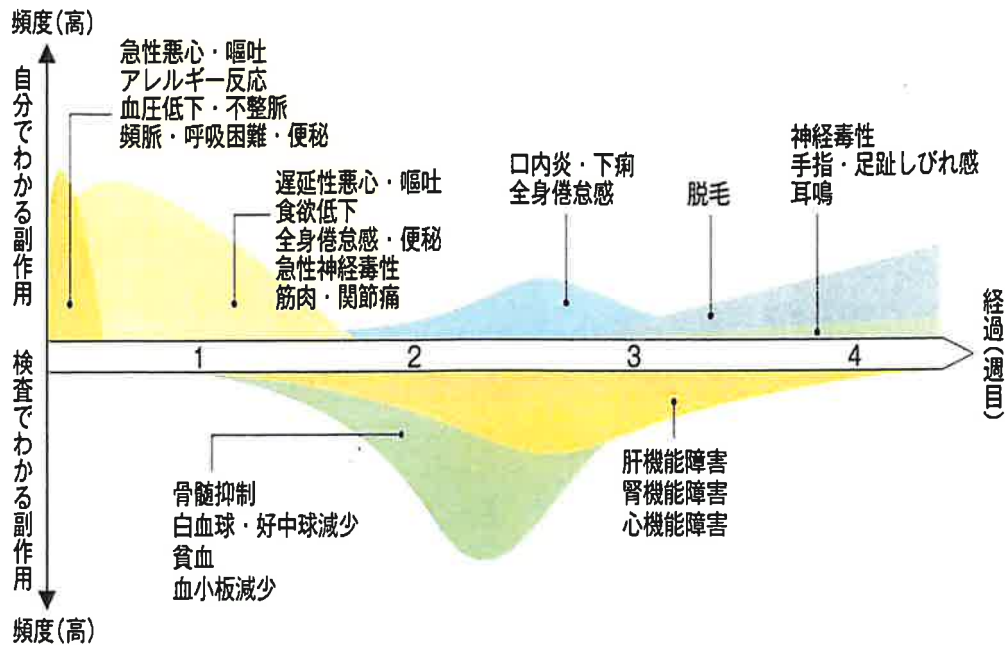 頻度(高)
自分でわかる副作用
急性悪心・嘔吐
アレルギー反応
血圧低下・不整脈
頻脈・呼吸困難・便秘
遅延性悪心・嘔吐
食欲低下
全身倦怠感・便秘
急性神経毒性
筋肉・関節痛
口内炎・下痢
全身倦怠感
脱毛
神経毒性
手指・足趾しびれ感
耳鳴
1 2 3 4
経過(週目)
検査でわかる副作用
骨髄抑制
白血球・好中球減少
貧血
血小板減少
肝機能障害
腎機能障害
心機能障害
頻度(高)